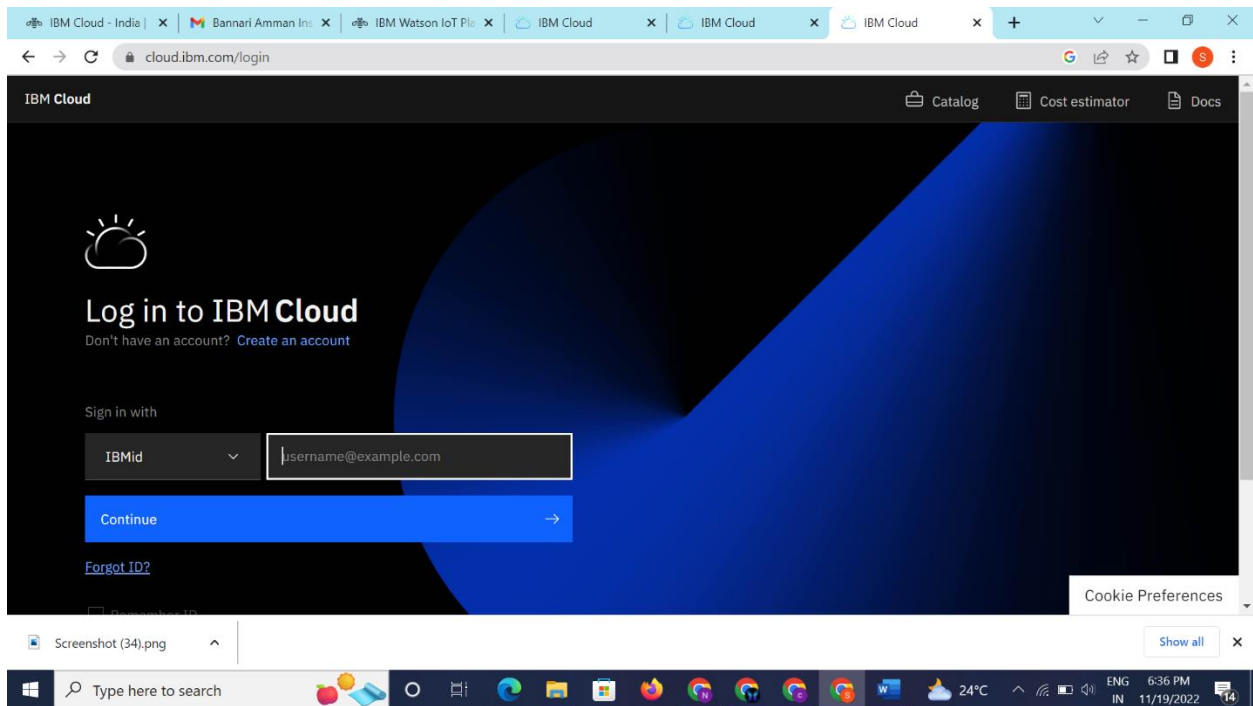 IBM Cloud - India |
Bannari Amman Ins
IBM Watson IoT Pla
IBM Cloud
IBM Cloud
IBM Cloud
cloud.ibm.com/login
G
S
IBM Cloud
Catalog
Cost estimator
Docs
Log in to IBM Cloud
Don't have an account? Create an account
Sign in with
IBMid
username@example.com
Continue
Forgot ID?
Remember ID
Cookie Preferences
Screenshot (34).png
Show all
Type here to search
24°C
ENG
IN
6:36 PM
11/19/2022
14